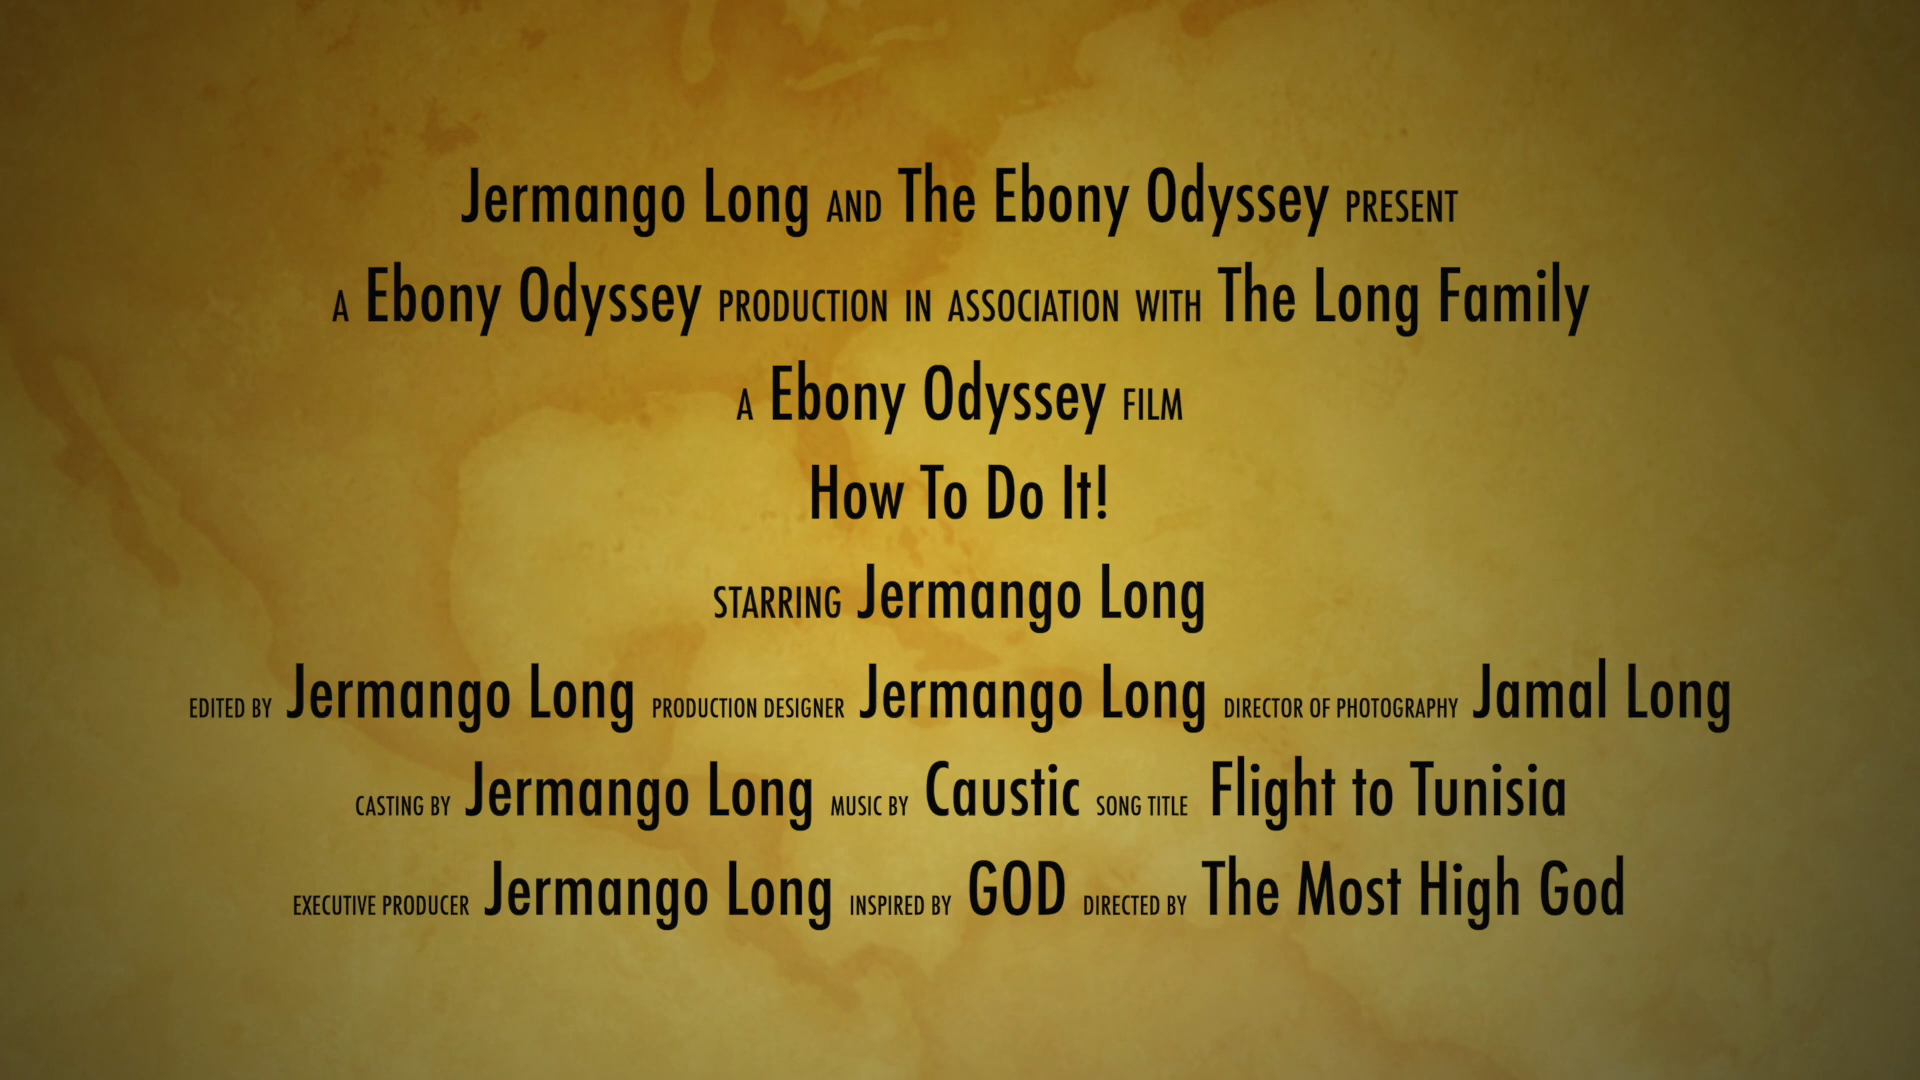 Jermango Long AND The Ebony Odyssey PRESENT
A Ebony Odyssey PRODUCTION IN ASSOCIATION WITH The Long Family
A Ebony Odyssey FILM
How To Do It!
STARRING Jermango Long
EDITED BY Jermango Long PRODUCTION DESIGNER Jermango Long DIRECTOR OF PHOTOGRAPHY Jamal Long
CASTING BY Jermango Long MUSIC BY Caustic SONG TITLE Flight to Tunisia
EXECUTIVE PRODUCER Jermango Long INSPIRED BY GOD DIRECTED BY The Most High God